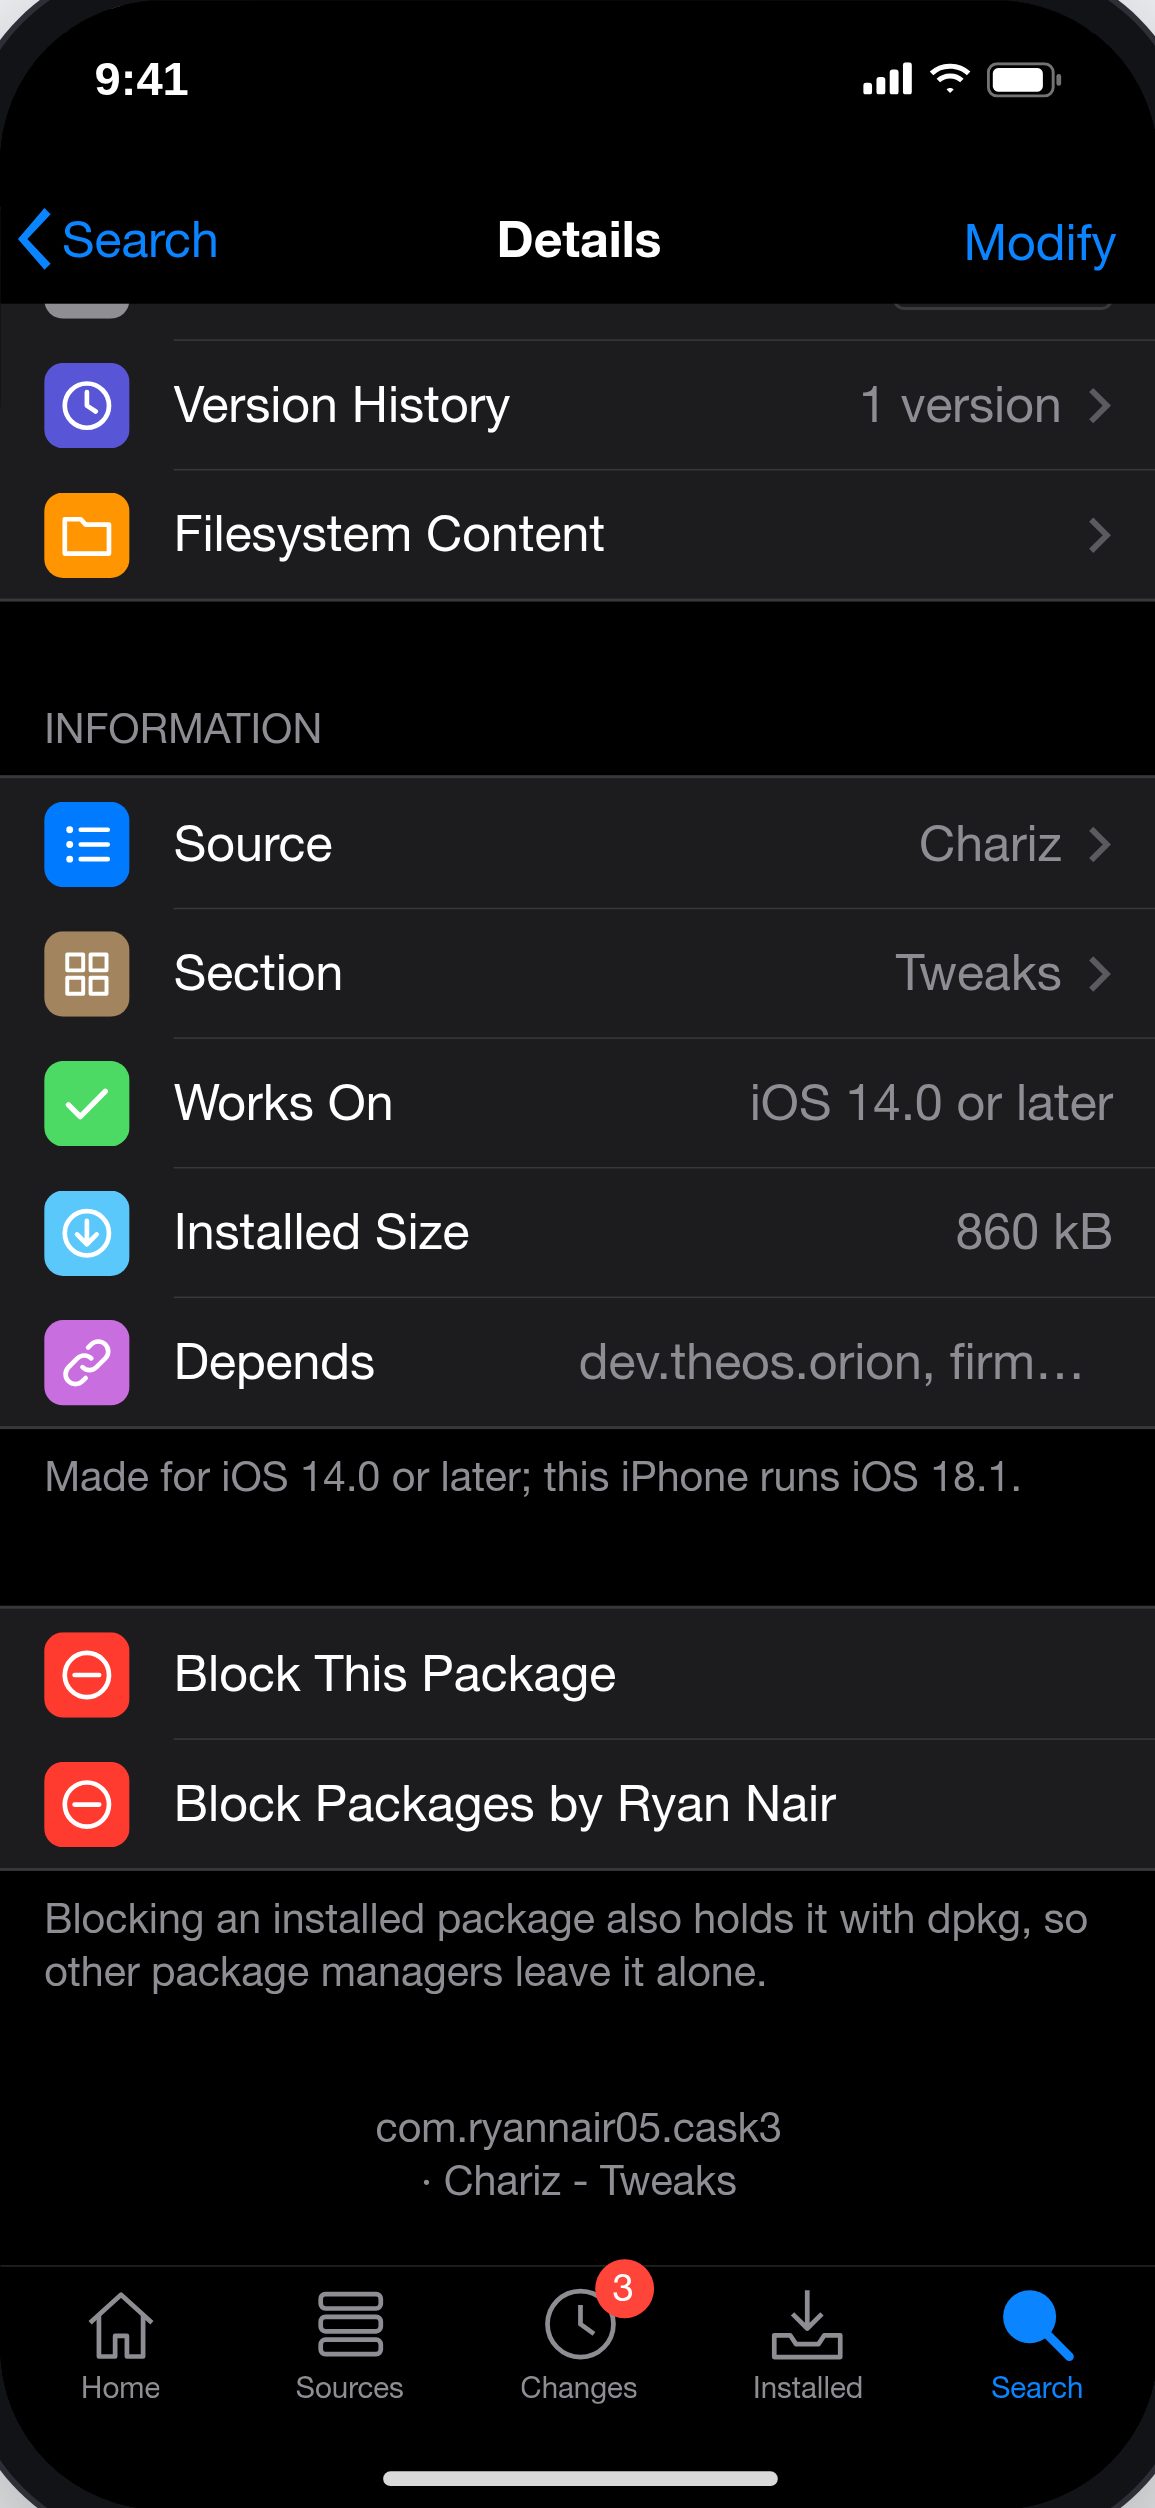 9:41
Search
Details
Modify
Version History
1 version
Filesystem Content
INFORMATION
Source
Chariz
Section
Tweaks
Works On
iOS 14.0 or later
Installed Size
860 kB
Depends
dev.theos.orion, firm…
Made for iOS 14.0 or later; this iPhone runs iOS 18.1.
Block This Package
Block Packages by Ryan Nair
Blocking an installed package also holds it with dpkg, so
other package managers leave it alone.
com.ryannair05.cask3
· Chariz - Tweaks
3
Home
Sources
Changes
Installed
Search